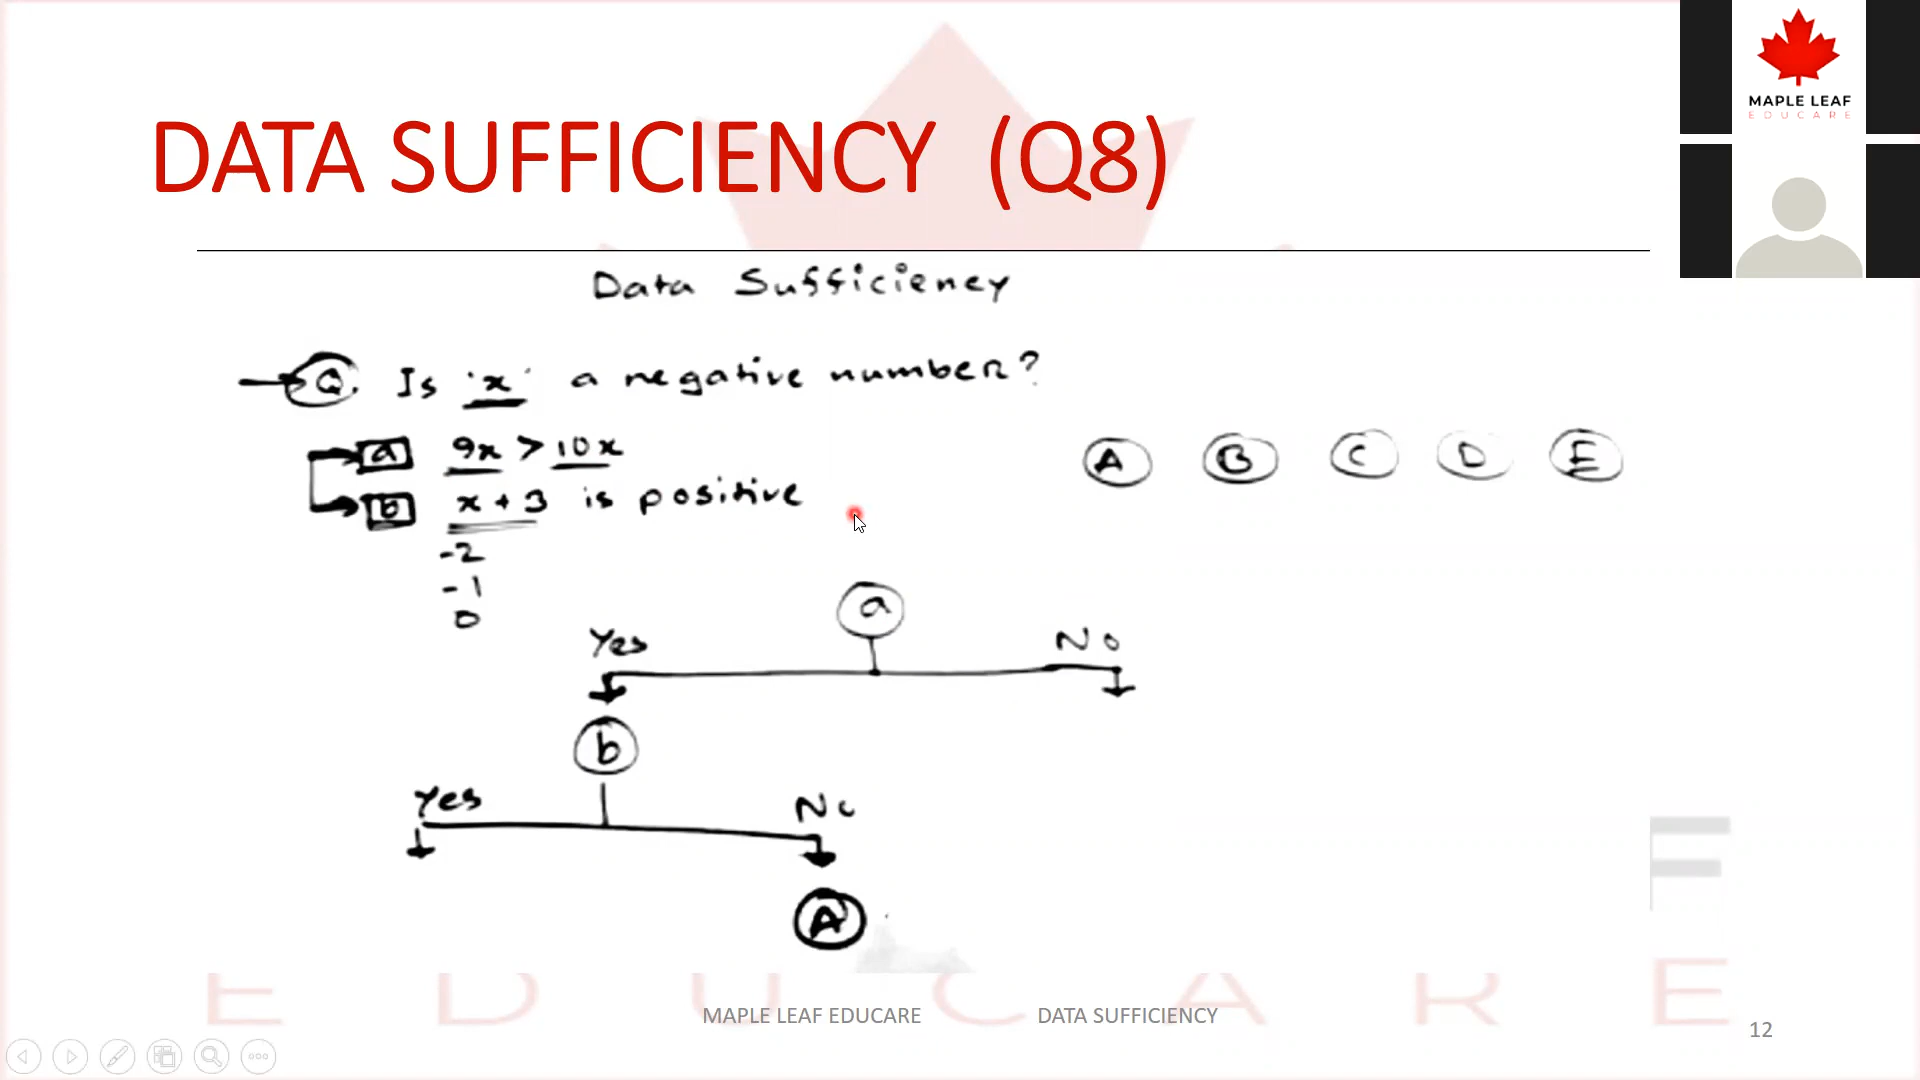 MAPLE LEAF
EDUCARE
DATA SUFFICIENCY (Q8)
Data Sufficiency
Q. Is 'x' a negative number?
a 9x > 10x
b x + 3 is positive
A B C D E
-2
-1
0
a
Yes No
b
Yes No
A
F
EDUCARE
MAPLE LEAF EDUCARE DATA SUFFICIENCY
12